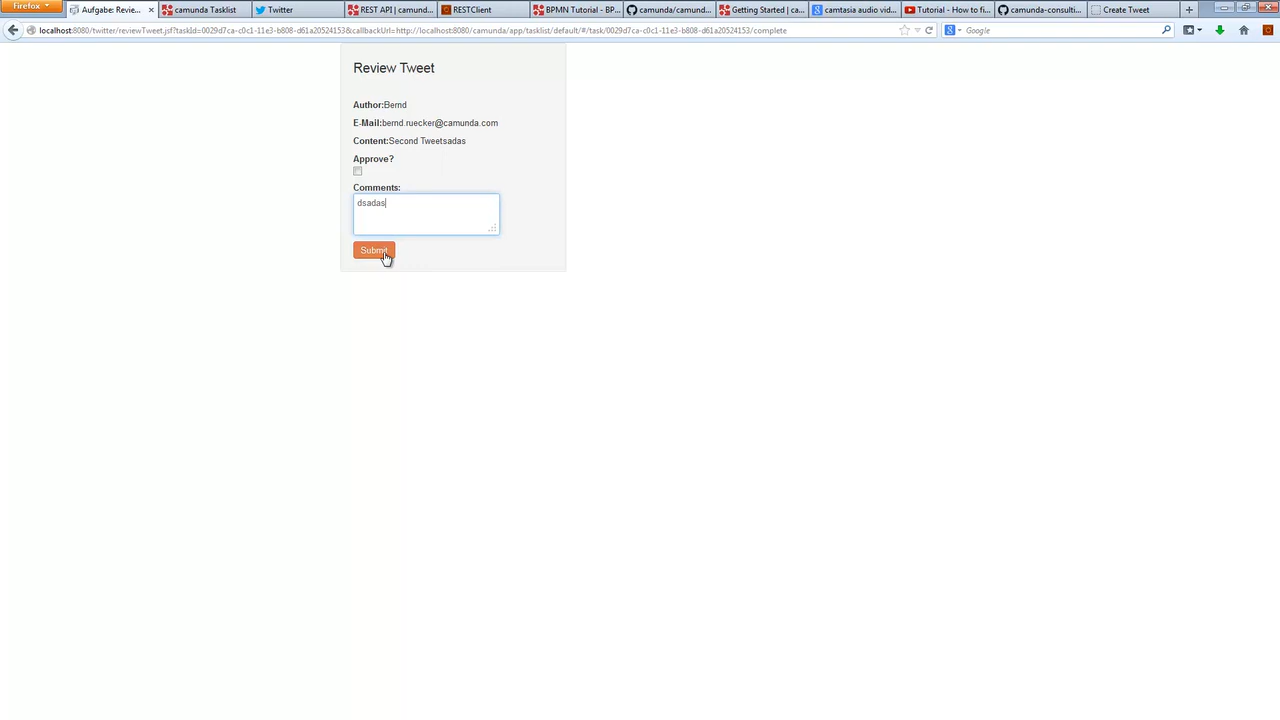 Firefox
Aufgabe: Revie...
camunda Tasklist
Twitter
REST API | camund...
RESTClient
BPMN Tutorial - BP...
camunda/camund...
Getting Started | ca...
camtasia audio vid...
Tutorial - How to fi...
camunda-consulti...
Create Tweet
localhost:8080/twitter/reviewTweet.jsf?taskId=0029d7ca-c0c1-11e3-b808-d61a20524153&callbackUrl=http://localhost:8080/camunda/app/tasklist/default/#/task/0029d7ca-c0c1-11e3-b808-d61a20524153/complete
Google
Review Tweet
Author:Bernd
E-Mail:bernd.ruecker@camunda.com
Content:Second Tweetsadas
Approve?
Comments:
dsadas
Submit